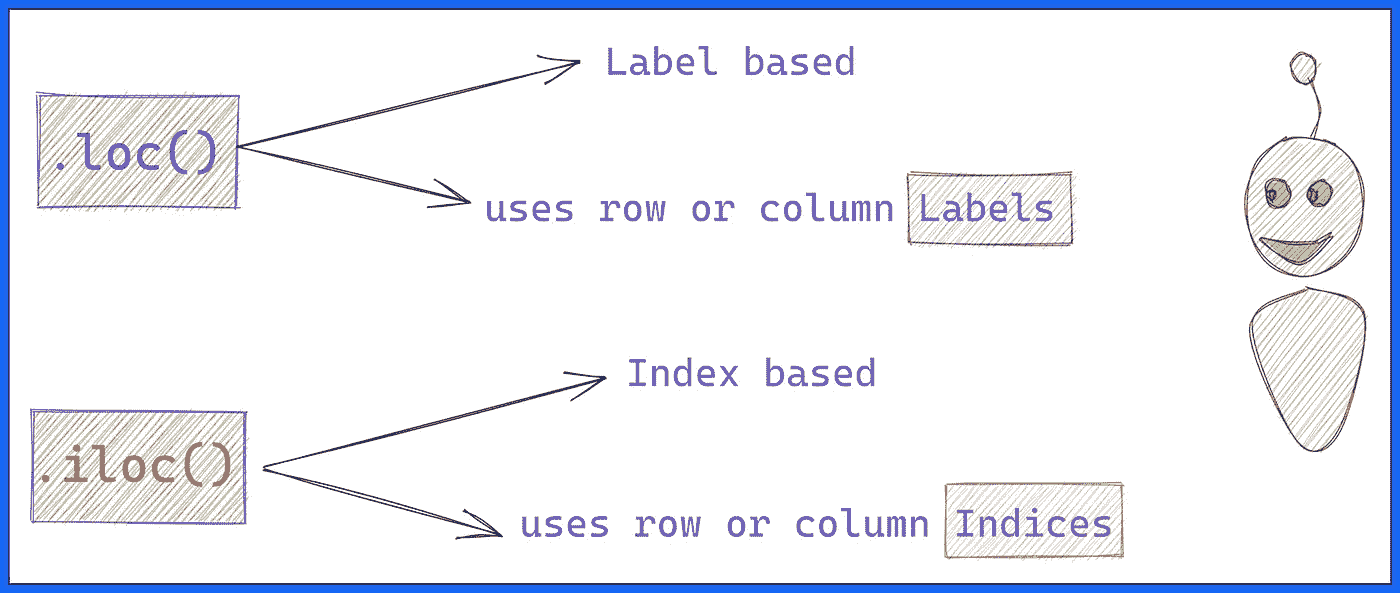 Label based
.loc()
uses row or column Labels
Index based
.iloc()
uses row or column Indices